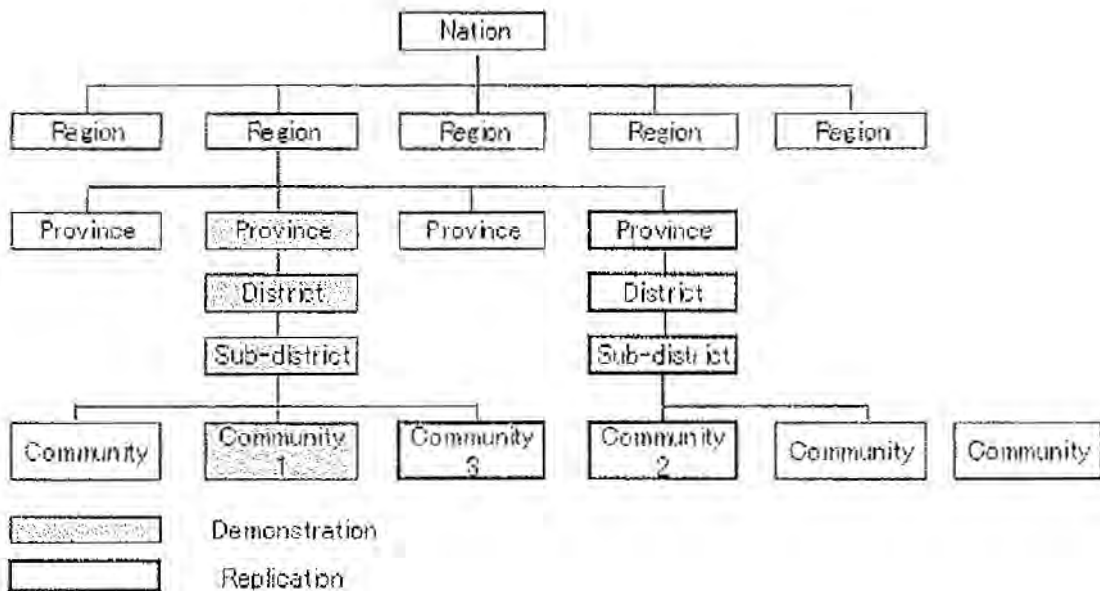 Nation
Region Region Region Region Region
Province Province Province Province
District District
Sub-district Sub-district
Community Community 1 Community 3 Community 2 Community Community
Demonstration
Replication